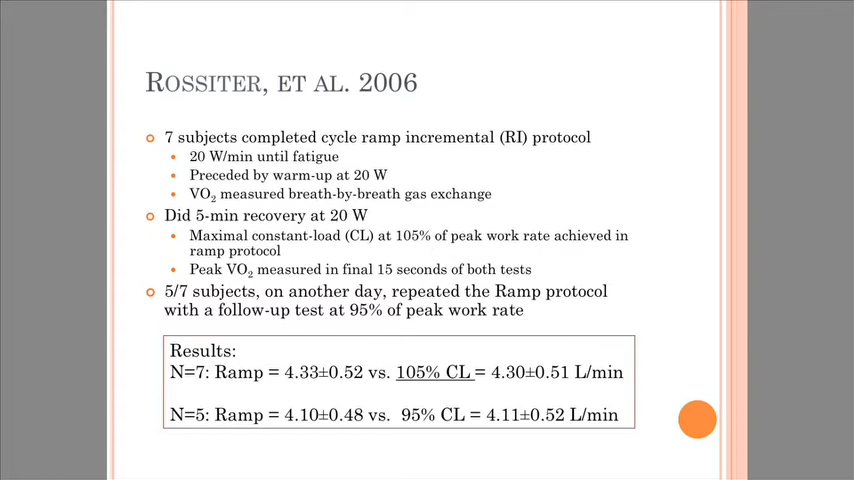 ROSSITER, ET AL. 2006
7 subjects completed cycle ramp incremental (RI) protocol
20 W/min until fatigue
Preceded by warm-up at 20 W
VO₂ measured breath-by-breath gas exchange
Did 5-min recovery at 20 W
Maximal constant-load (CL) at 105% of peak work rate achieved in
ramp protocol
Peak VO₂ measured in final 15 seconds of both tests
5/7 subjects, on another day, repeated the Ramp protocol
with a follow-up test at 95% of peak work rate
Results:
N=7: Ramp = 4.33±0.52 vs. 105% CL = 4.30±0.51 L/min
N=5: Ramp = 4.10±0.48 vs. 95% CL = 4.11±0.52 L/min